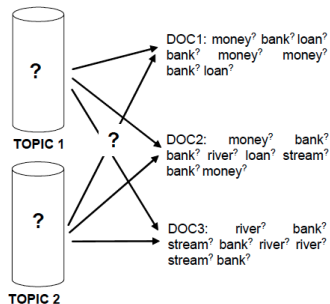 ?
TOPIC 1
?
TOPIC 2
?
DOC1: money? bank? loan?
bank? money? money?
bank? loan?
DOC2: money? bank?
bank? river? loan? stream?
bank? money?
DOC3: river? bank?
stream? bank? river? river?
stream? bank?